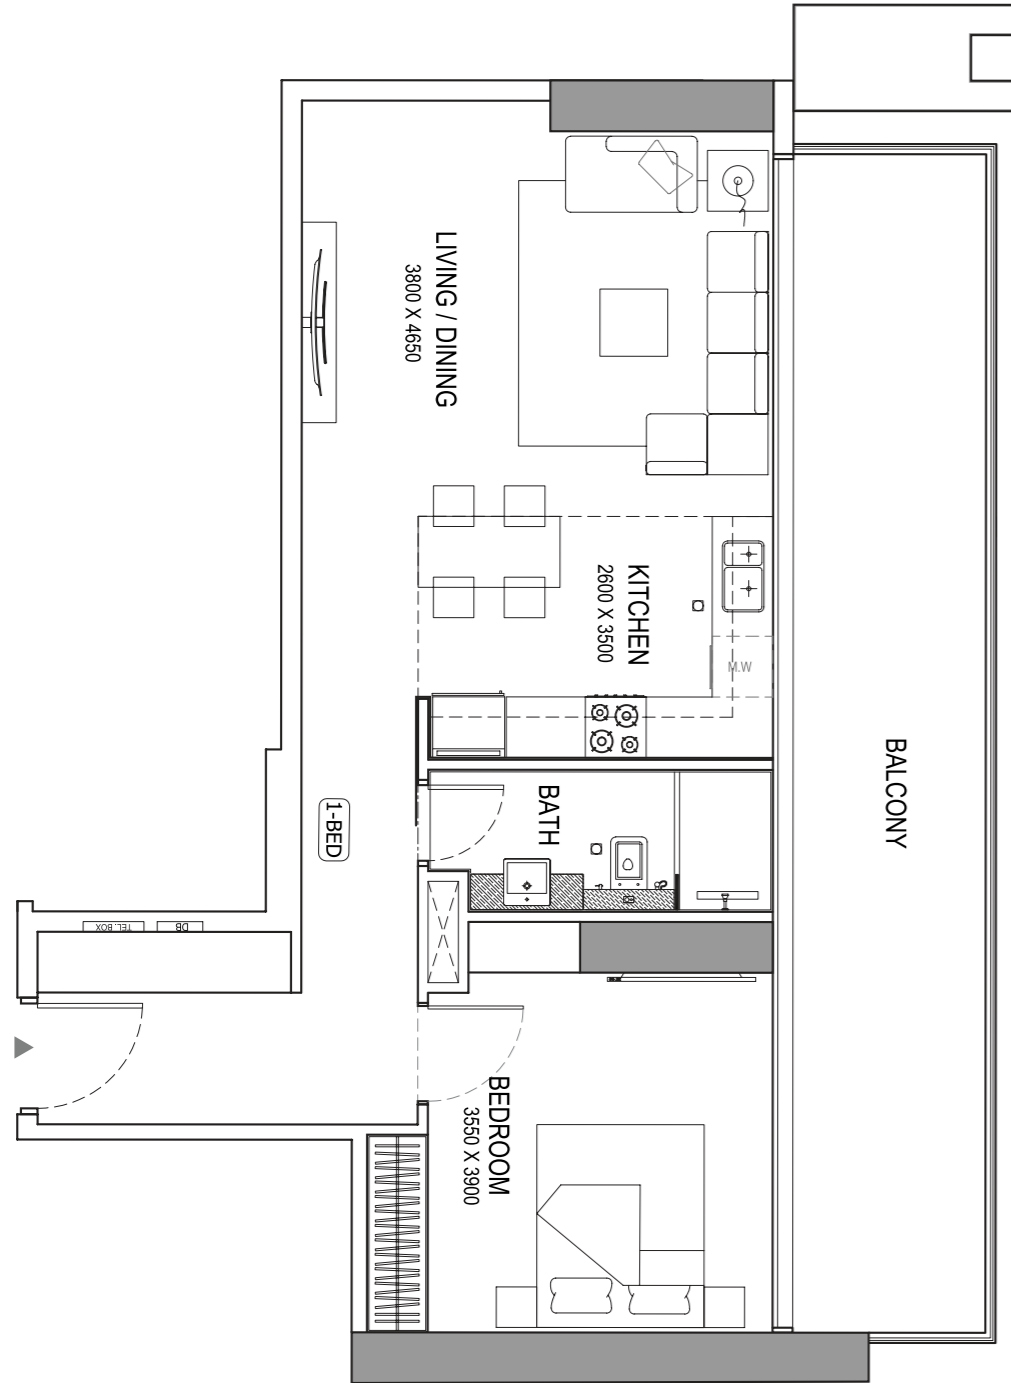 LIVING / DINING
3800 X 4650
KITCHEN
2600 X 3500
M.W
BALCONY
BATH
1-BED
TEL. BOX
DB
BEDROOM
3550 X 3900